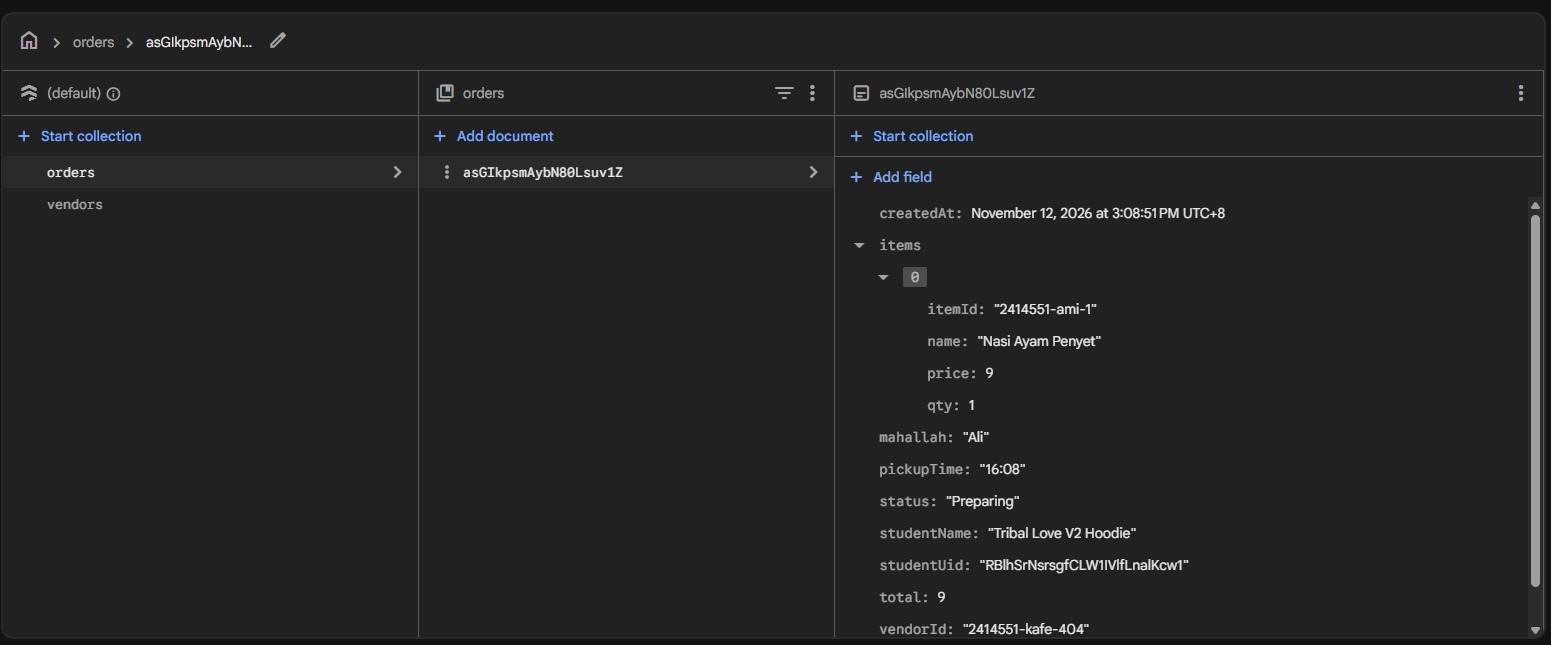 orders
asGIkpsmAybN...
(default)
orders
asGIkpsmAybN80Lsuv1Z
+ Start collection
+ Add document
+ Start collection
orders
asGIkpsmAybN80Lsuv1Z
+ Add field
vendors
createdAt: November 12, 2026 at 3:08:51 PM UTC+8
items
0
itemId: "2414551-ami-1"
name: "Nasi Ayam Penyet"
price: 9
qty: 1
mahallah: "Ali"
pickupTime: "16:08"
status: "Preparing"
studentName: "Tribal Love V2 Hoodie"
studentUid: "RBlhSrNsrsgfCLW1IVlfLnalKcw1"
total: 9
vendorId: "2414551-kafe-404"